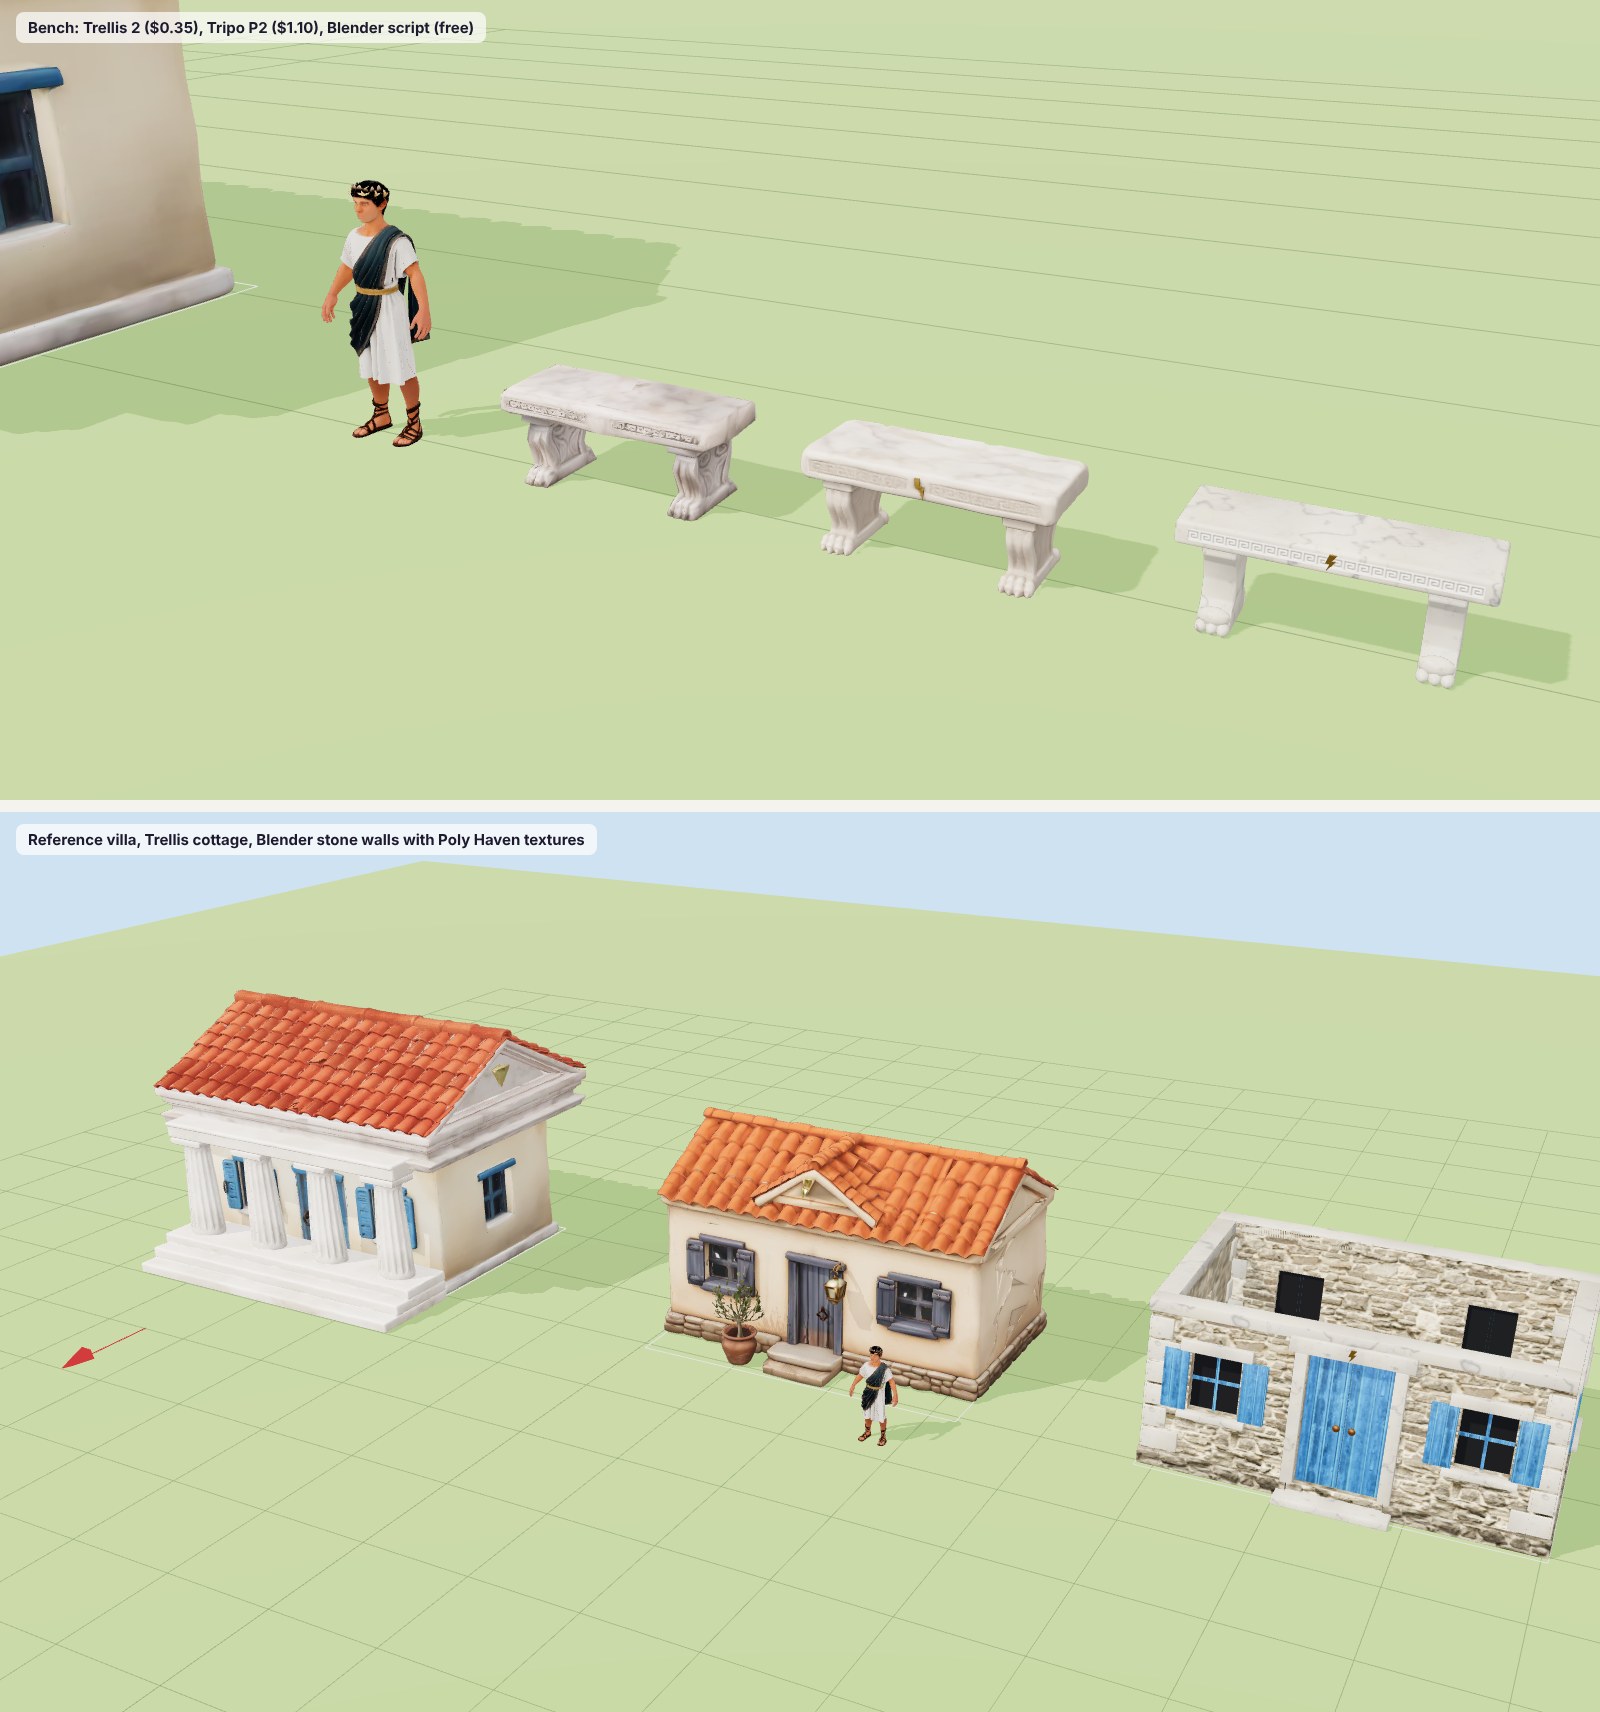 Bench: Trellis 2 ($0.35), Tripo P2 ($1.10), Blender script (free)
Reference villa, Trellis cottage, Blender stone walls with Poly Haven textures